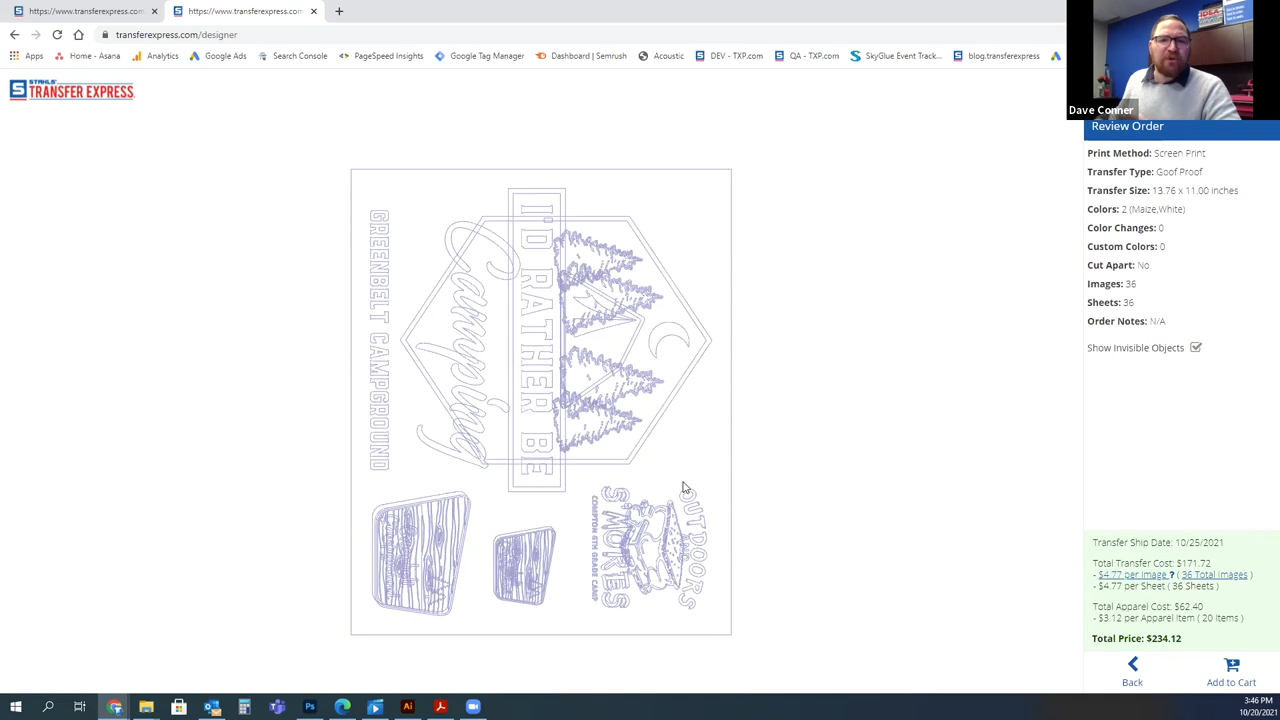 https://www.transferexpress.com
https://www.transferexpress.com
transferexpress.com/designer
Apps
Home - Asana
Analytics
Google Ads
Search Console
PageSpeed Insights
Google Tag Manager
Dashboard | Semrush
Acoustic
DEV - TXP.com
QA - TXP.com
SkyGlue Event Track...
blog.transferexpress
STAHLS'
TRANSFER EXPRESS
Dave Conner
Review Order
Print Method: Screen Print
Transfer Type: Goof Proof
Transfer Size: 13.76 x 11.00 inches
Colors: 2 (Maize,White)
Color Changes: 0
Custom Colors: 0
Cut Apart: No
Images: 36
Sheets: 36
Order Notes: N/A
Show Invisible Objects
GREENBELT CAMPGROUND
Camping
I'D RATHER BE
OUTDOORS
S'MORES
COMPTON 6TH GRADE CAMP
Transfer Ship Date: 10/25/2021
Total Transfer Cost: $171.72
- $4.77 per Image ? ( 36 Total Images )
- $4.77 per Sheet ( 36 Sheets )
Total Apparel Cost: $62.40
- $3.12 per Apparel Item ( 20 Items )
Total Price: $234.12
Back
Add to Cart
3:46 PM
10/20/2021